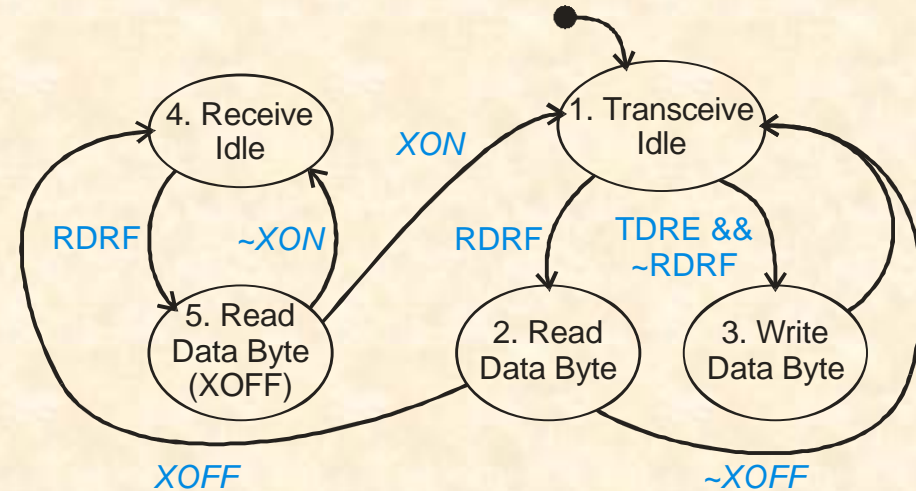 4. Receive
Idle
XON
1. Transceive
Idle
RDRF
~XON
RDRF
TDRE &&
~RDRF
5. Read
Data Byte
(XOFF)
2. Read
Data Byte
3. Write
Data Byte
XOFF
~XOFF